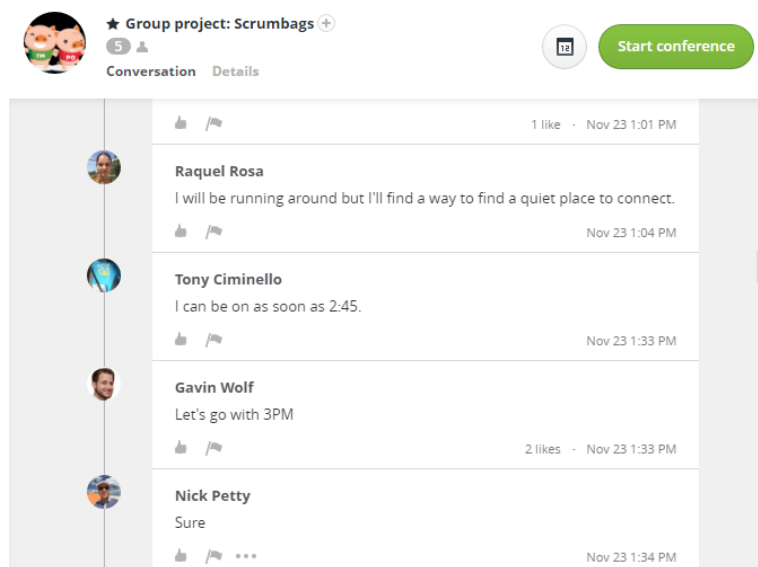 ★ Group project: Scrumbags
5
Conversation Details
12
Start conference
1 like · Nov 23 1:01 PM
Raquel Rosa
I will be running around but I'll find a way to find a quiet place to connect.
Nov 23 1:04 PM
Tony Ciminello
I can be on as soon as 2:45.
Nov 23 1:33 PM
Gavin Wolf
Let's go with 3PM
2 likes · Nov 23 1:33 PM
Nick Petty
Sure
Nov 23 1:34 PM